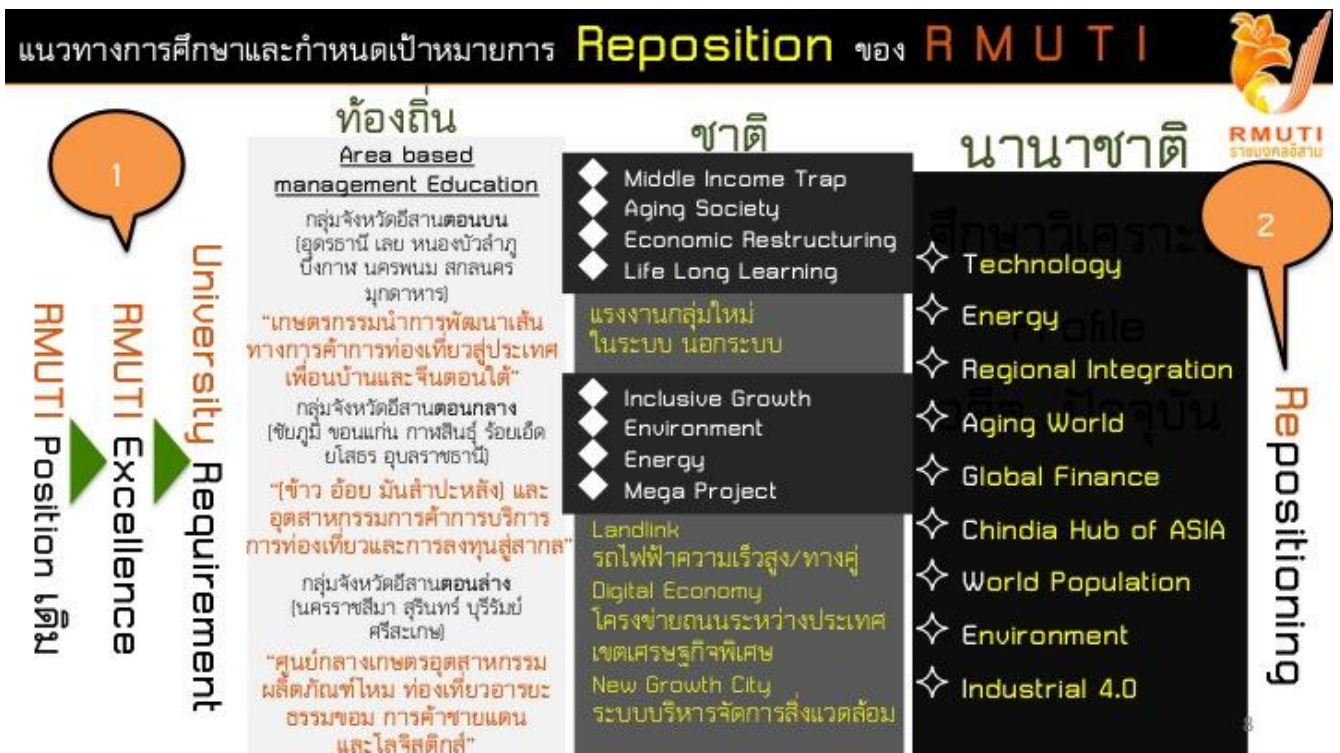 แนวทางการศึกษาและกำหนดเป้าหมายการ Reposition ของ RMUTI
RMUTI
ราชมงคลอีสาน
1
RMUTI Position เดิม
RMUTI Excellence
University Requirement
ท้องถิ่น
Area based
management Education
กลุ่มจังหวัดอีสานตอนบน
(อุดรธานี เลย หนองบัวลำภู
บึงกาฬ นครพนม สกลนคร
มุกดาหาร)
"เกษตรกรรมนำการพัฒนาเส้น
ทางการค้าการท่องเที่ยวสู่ประเทศ
เพื่อนบ้านและจีนตอนใต้"
กลุ่มจังหวัดอีสานตอนกลาง
(ชัยภูมิ ขอนแก่น กาฬสินธุ์ ร้อยเอ็ด
ยโสธร อุบลราชธานี)
"(ข้าว อ้อย มันสำปะหลัง) และ
อุตสาหกรรมการค้าการบริการ
การท่องเที่ยวและการลงทุนสู่สากล"
กลุ่มจังหวัดอีสานตอนล่าง
(นครราชสีมา สุรินทร์ บุรีรัมย์
ศรีสะเกษ)
"ศูนย์กลางเกษตรอุตสาหกรรม
ผลิตภัณฑ์ไหม ท่องเที่ยวอารยะ
ธรรมขอม การค้าชายแดน
และโลจิสติกส์"
ชาติ
Middle Income Trap
Aging Society
Economic Restructuring
Life Long Learning
แรงงานกลุ่มใหม่
ในระบบ นอกระบบ
Inclusive Growth
Environment
Energy
Mega Project
Landlink
รถไฟฟ้าความเร็วสูง/ทางคู่
Digital Economy
โครงข่ายถนนระหว่างประเทศ
เขตเศรษฐกิจพิเศษ
New Growth City
ระบบบริหารจัดการสิ่งแวดล้อม
นานาชาติ
Technology
Energy
Regional Integration
Aging World
Global Finance
Chindia Hub of ASIA
World Population
Environment
Industrial 4.0
2
Repositioning
8